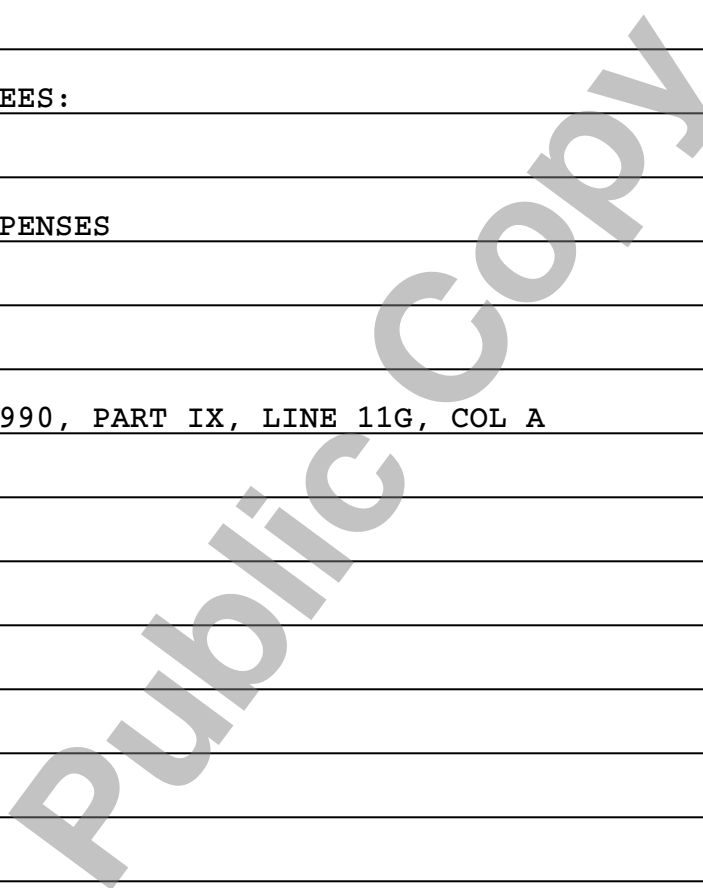 EES:
PENSES
990, PART IX, LINE 11G, COL A
Public Copy